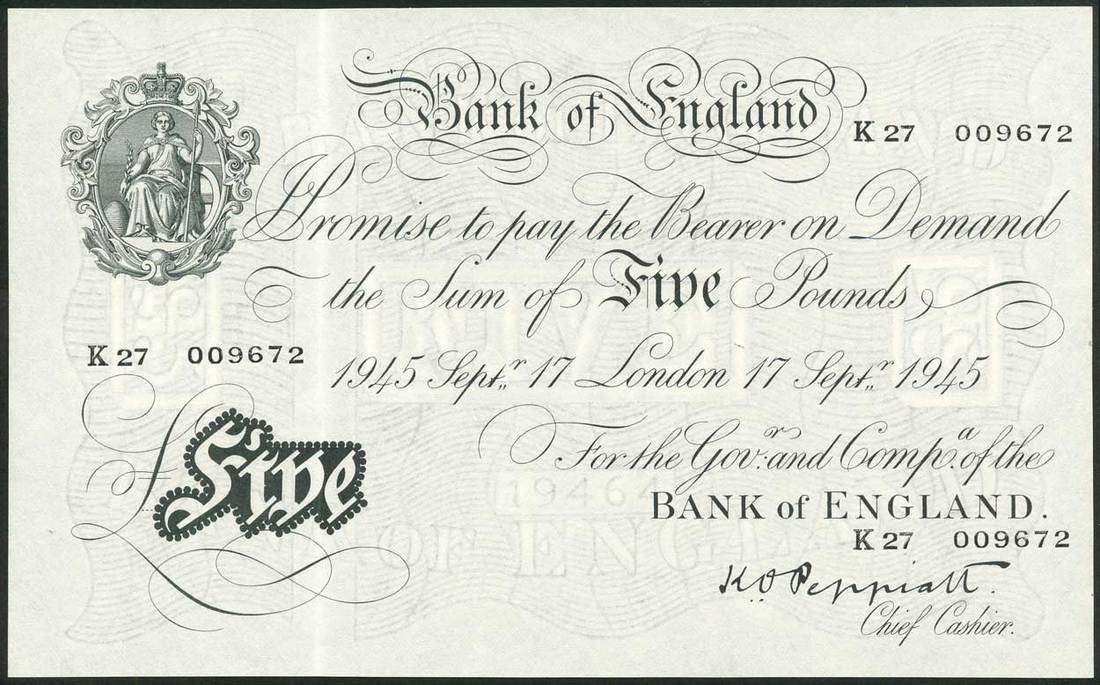 Bank of England
K 27 009672
I Promise to pay the Bearer on Demand
the Sum of Five Pounds
K 27 009672
1945 Septr 17 London 17 Septr 1945
£Five
For the Govr. and Compa. of the
BANK of ENGLAND.
K 27 009672
K O Peppiatt.
Chief Cashier.